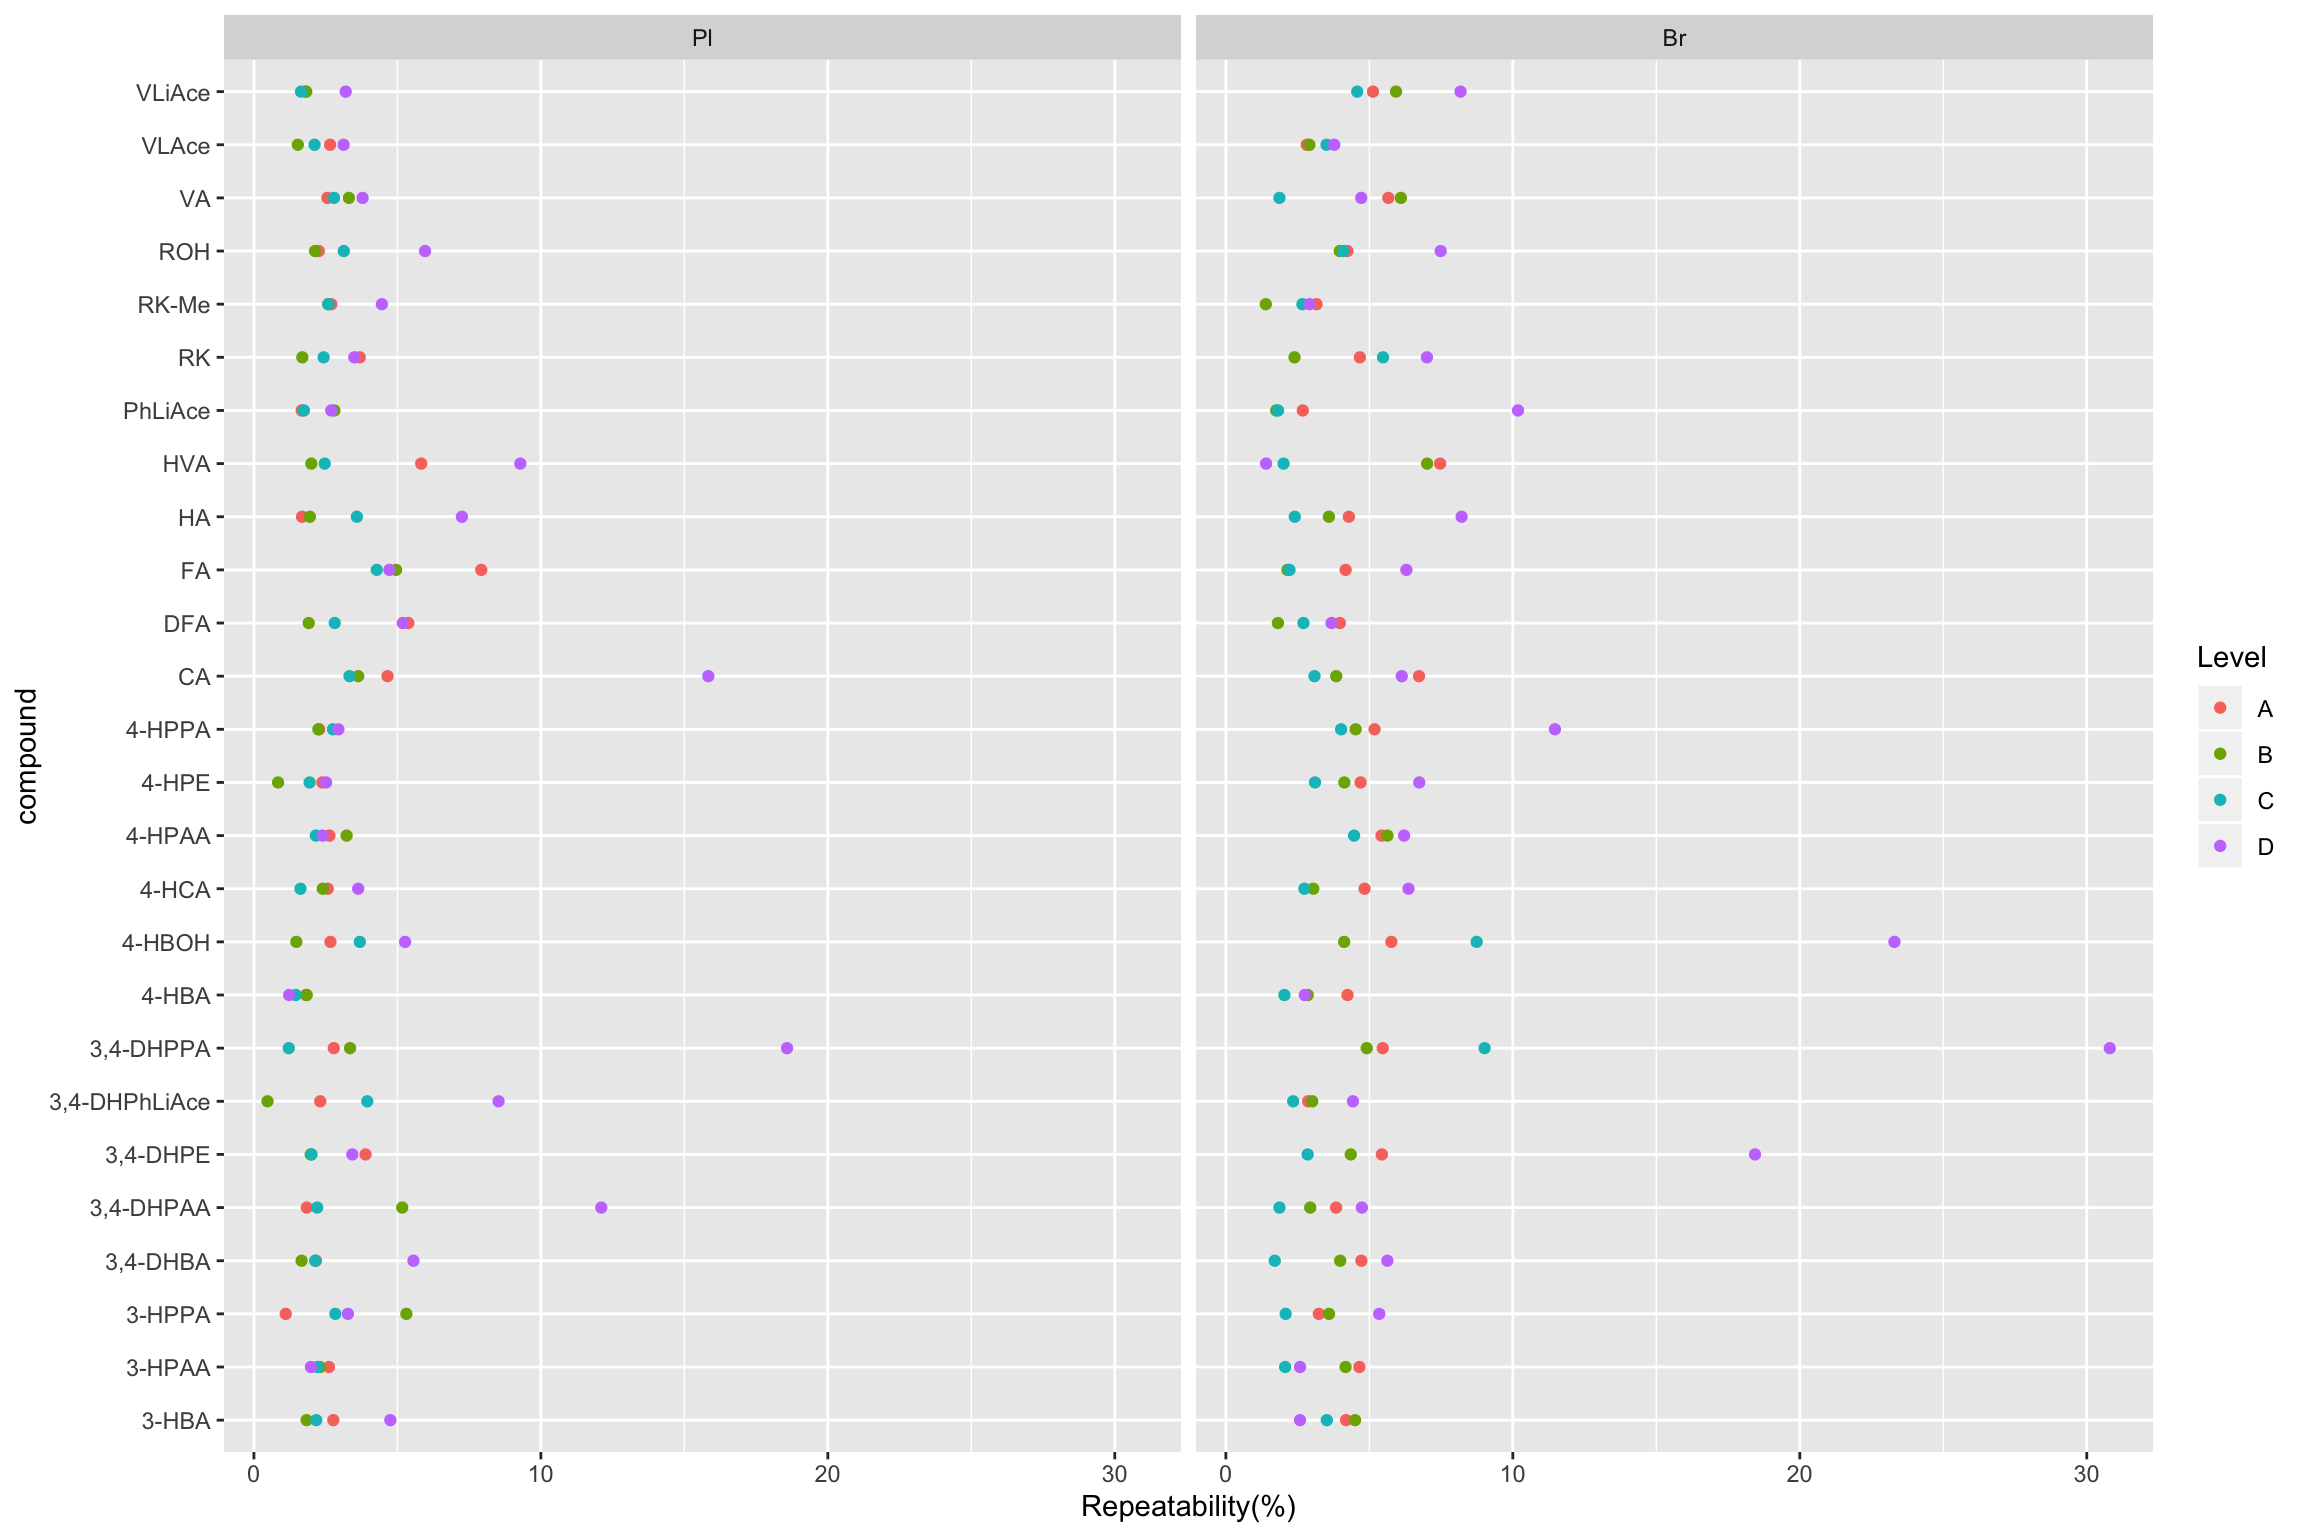 Pl
Br
VLiAce
VLAce
VA
ROH
RK-Me
RK
PhLiAce
HVA
HA
FA
DFA
CA
4-HPPA
4-HPE
4-HPAA
4-HCA
4-HBOH
4-HBA
3,4-DHPPA
3,4-DHPhLiAce
3,4-DHPE
3,4-DHPAA
3,4-DHBA
3-HPPA
3-HPAA
3-HBA
compound
0 10 20 30
0 10 20 30
Repeatability(%)
Level
A
B
C
D